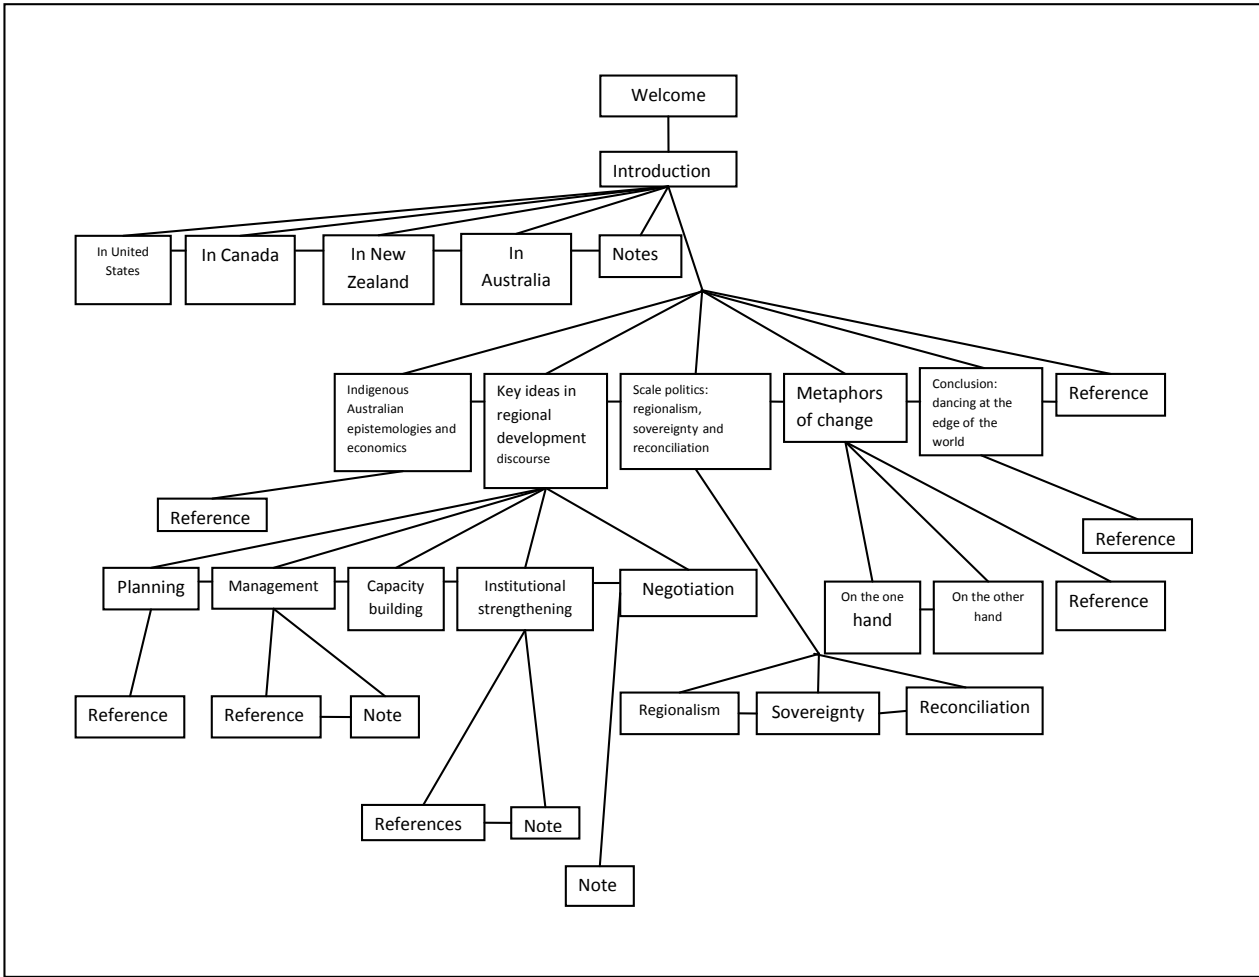 Welcome
Introduction
In United
States
In Canada
In New
Zealand
In
Australia
Notes
Indigenous
Australian
epistemologies and
economics
Key ideas in
regional
development
discourse
Scale politics:
regionalism,
sovereignty and
reconciliation
Metaphors
of change
Conclusion:
dancing at the
edge of the
world
Reference
Reference
Reference
Planning
Management
Capacity
building
Institutional
strengthening
Negotiation
On the one
hand
On the other
hand
Reference
Reference
Reference
Note
Regionalism
Sovereignty
Reconciliation
References
Note
Note